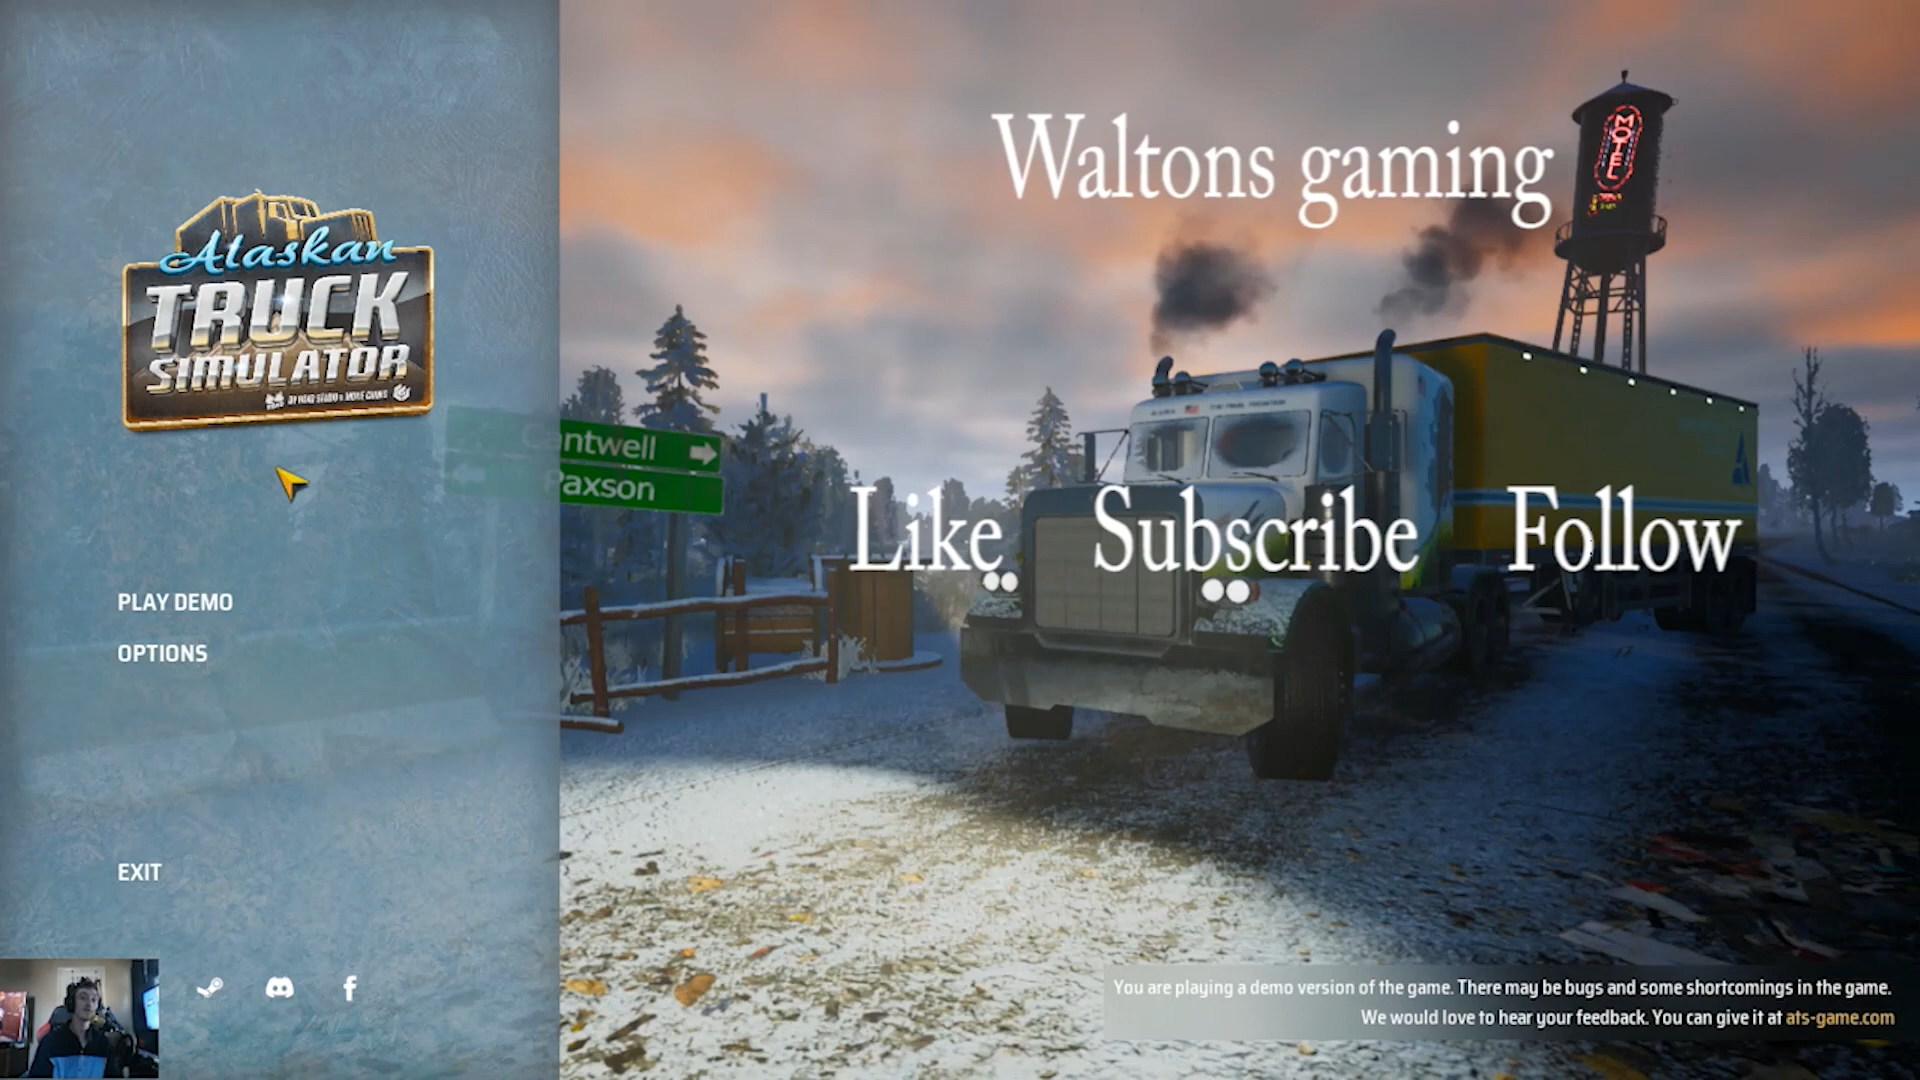 Waltons gaming
MOTEL
Alaskan
TRUCK
SIMULATOR
Cantwell
Paxson
Like Subscribe Follow
PLAY DEMO
OPTIONS
EXIT
You are playing a demo version of the game. There may be bugs and some shortcomings in the game.
We would love to hear your feedback. You can give it at ats-game.com